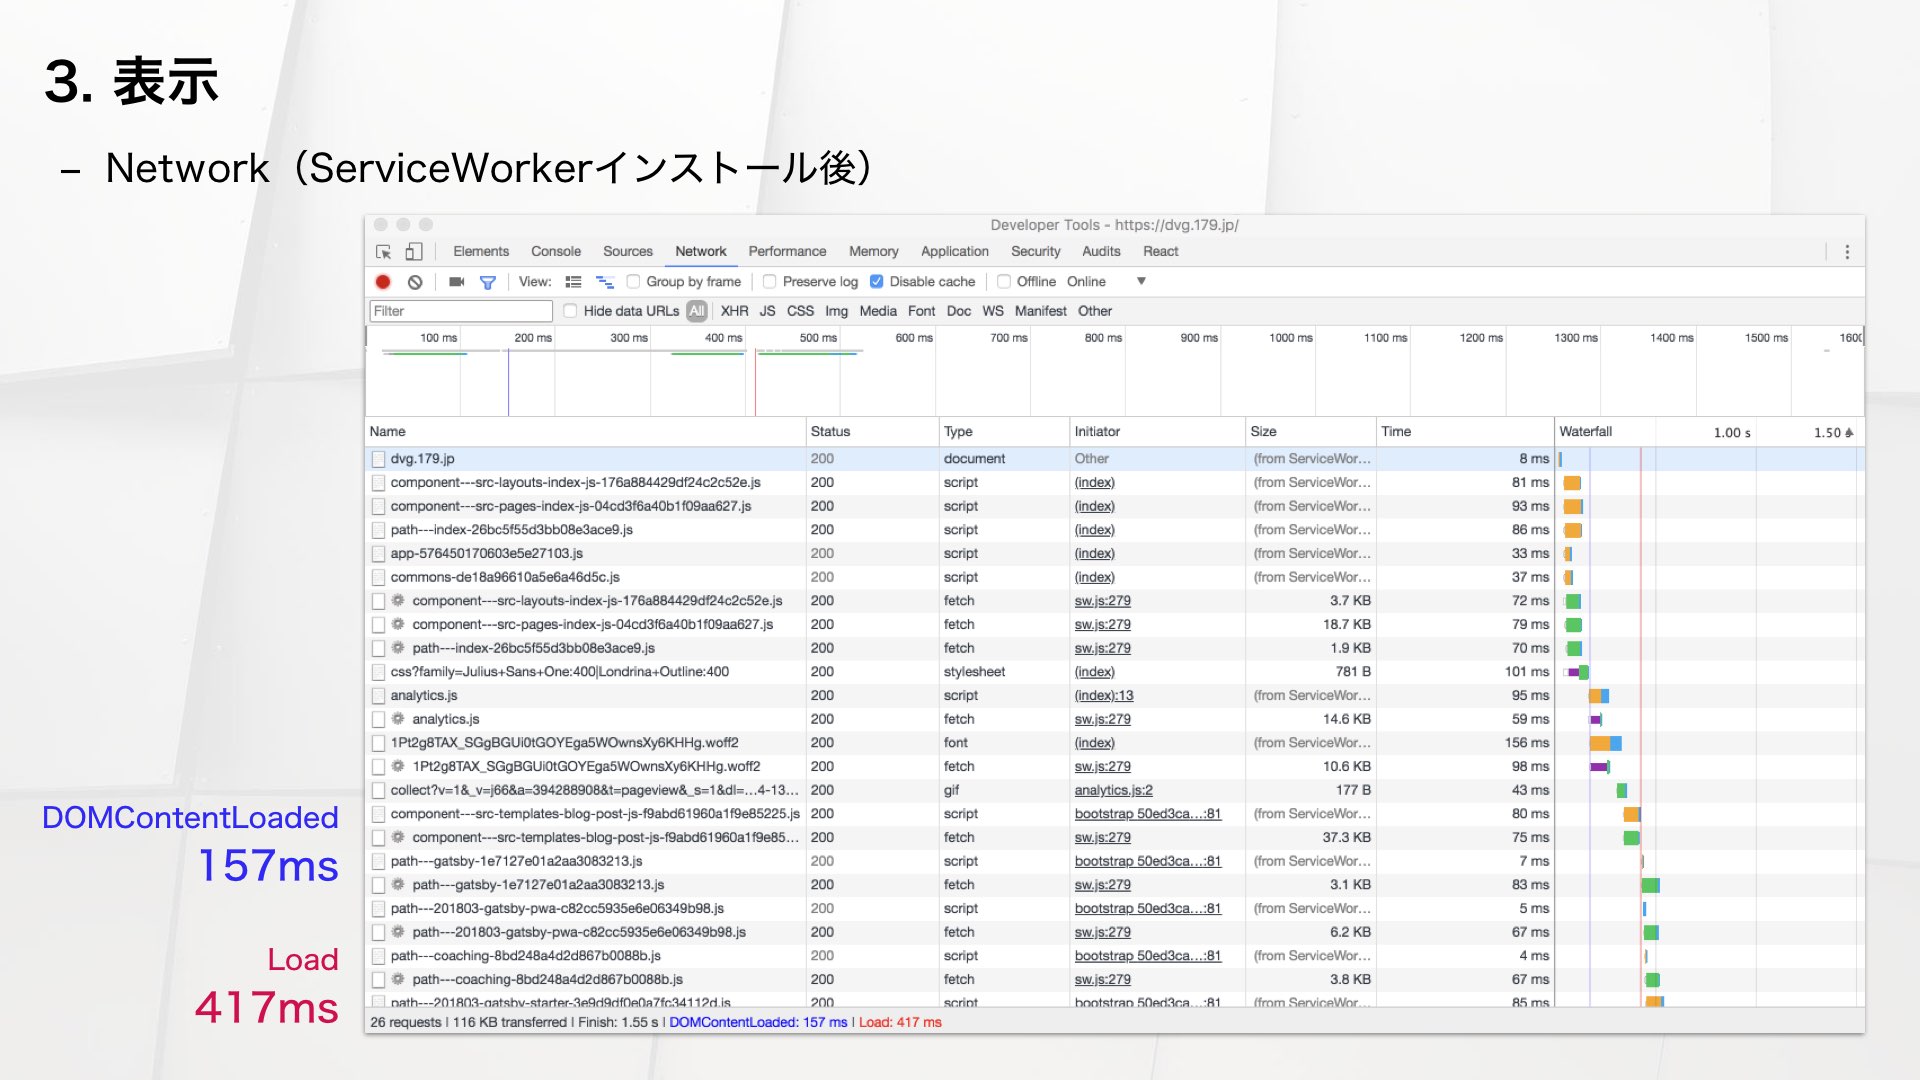 3. 表示
– Network（ServiceWorkerインストール後）
Developer Tools - https://dvg.179.jp/
Elements Console Sources Network Performance Memory Application Security Audits React
View: Group by frame Preserve log Disable cache Offline Online
Filter Hide data URLs All XHR JS CSS Img Media Font Doc WS Manifest Other
100 ms 200 ms 300 ms 400 ms 500 ms 600 ms 700 ms 800 ms 900 ms 1000 ms 1100 ms 1200 ms 1300 ms 1400 ms 1500 ms 1600
Name Status Type Initiator Size Time Waterfall 1.00 s 1.50
dvg.179.jp 200 document Other (from ServiceWor... 8 ms
component---src-layouts-index-js-176a884429df24c2c52e.js 200 script (index) (from ServiceWor... 81 ms
component---src-pages-index-js-04cd3f6a40b1f09aa627.js 200 script (index) (from ServiceWor... 93 ms
path---index-26bc5f55d3bb08e3ace9.js 200 script (index) (from ServiceWor... 86 ms
app-576450170603e5e27103.js 200 script (index) (from ServiceWor... 33 ms
commons-de18a96610a5e6a46d5c.js 200 script (index) (from ServiceWor... 37 ms
component---src-layouts-index-js-176a884429df24c2c52e.js 200 fetch sw.js:279 3.7 KB 72 ms
component---src-pages-index-js-04cd3f6a40b1f09aa627.js 200 fetch sw.js:279 18.7 KB 79 ms
path---index-26bc5f55d3bb08e3ace9.js 200 fetch sw.js:279 1.9 KB 70 ms
css?family=Julius+Sans+One:400|Londrina+Outline:400 200 stylesheet (index) 781 B 101 ms
analytics.js 200 script (index):13 (from ServiceWor... 95 ms
analytics.js 200 fetch sw.js:279 14.6 KB 59 ms
1Pt2g8TAX_SGgBGUi0tGOYEga5WOwnsXy6KHHg.woff2 200 font (index) (from ServiceWor... 156 ms
1Pt2g8TAX_SGgBGUi0tGOYEga5WOwnsXy6KHHg.woff2 200 fetch sw.js:279 10.6 KB 98 ms
collect?v=1&_v=j66&a=394288908&t=pageview&_s=1&dl=...4-13... 200 gif analytics.js:2 177 B 43 ms
component---src-templates-blog-post-js-f9abd61960a1f9e85225.js 200 script bootstrap 50ed3ca...:81 (from ServiceWor... 80 ms
component---src-templates-blog-post-js-f9abd61960a1f9e85... 200 fetch sw.js:279 37.3 KB 75 ms
path---gatsby-1e7127e01a2aa3083213.js 200 script bootstrap 50ed3ca...:81 (from ServiceWor... 7 ms
path---gatsby-1e7127e01a2aa3083213.js 200 fetch sw.js:279 3.1 KB 83 ms
path---201803-gatsby-pwa-c82cc5935e6e06349b98.js 200 script bootstrap 50ed3ca...:81 (from ServiceWor... 5 ms
path---201803-gatsby-pwa-c82cc5935e6e06349b98.js 200 fetch sw.js:279 6.2 KB 67 ms
path---coaching-8bd248a4d2d867b0088b.js 200 script bootstrap 50ed3ca...:81 (from ServiceWor... 4 ms
path---coaching-8bd248a4d2d867b0088b.js 200 fetch sw.js:279 3.8 KB 67 ms
path---201803-gatsby-starter-3e9d9df0e0a7fc34112d.js 200 script bootstrap 50ed3ca...:81 (from ServiceWor... 85 ms
26 requests | 116 KB transferred | Finish: 1.55 s | DOMContentLoaded: 157 ms | Load: 417 ms
DOMContentLoaded
157ms
Load
417ms